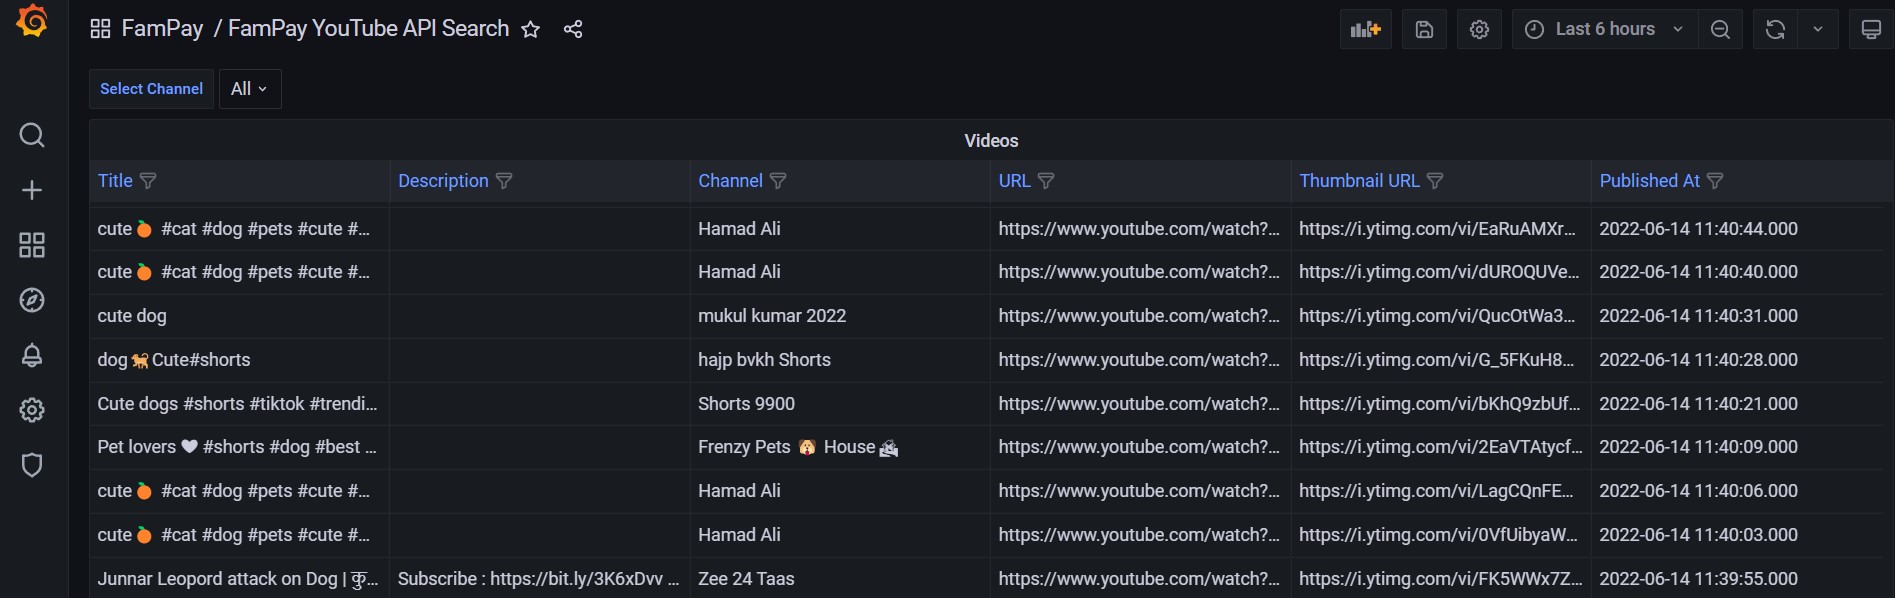 FamPay / FamPay YouTube API Search
Last 6 hours
Select Channel All
Videos
Title Description Channel URL Thumbnail URL Published At
cute🍊 #cat #dog #pets #cute #... Hamad Ali https://www.youtube.com/watch?... https://i.ytimg.com/vi/EaRuAMXr... 2022-06-14 11:40:44.000
cute🍊 #cat #dog #pets #cute #... Hamad Ali https://www.youtube.com/watch?... https://i.ytimg.com/vi/dUROQUVe... 2022-06-14 11:40:40.000
cute dog mukul kumar 2022 https://www.youtube.com/watch?... https://i.ytimg.com/vi/QucOtWa3... 2022-06-14 11:40:31.000
dog🐕Cute#shorts hajp bvkh Shorts https://www.youtube.com/watch?... https://i.ytimg.com/vi/G_5FKuH8... 2022-06-14 11:40:28.000
Cute dogs #shorts #tiktok #trendi... Shorts 9900 https://www.youtube.com/watch?... https://i.ytimg.com/vi/bKhQ9zbUf... 2022-06-14 11:40:21.000
Pet lovers 🤍 #shorts #dog #best ... Frenzy Pets 🐶 House🏔 https://www.youtube.com/watch?... https://i.ytimg.com/vi/2EaVTAtycf... 2022-06-14 11:40:09.000
cute🍊 #cat #dog #pets #cute #... Hamad Ali https://www.youtube.com/watch?... https://i.ytimg.com/vi/LagCQnFE... 2022-06-14 11:40:06.000
cute🍊 #cat #dog #pets #cute #... Hamad Ali https://www.youtube.com/watch?... https://i.ytimg.com/vi/0VfUibyaW... 2022-06-14 11:40:03.000
Junnar Leopord attack on Dog | कु... Subscribe : https://bit.ly/3K6xDvv ... Zee 24 Taas https://www.youtube.com/watch?... https://i.ytimg.com/vi/FK5WWx7Z... 2022-06-14 11:39:55.000